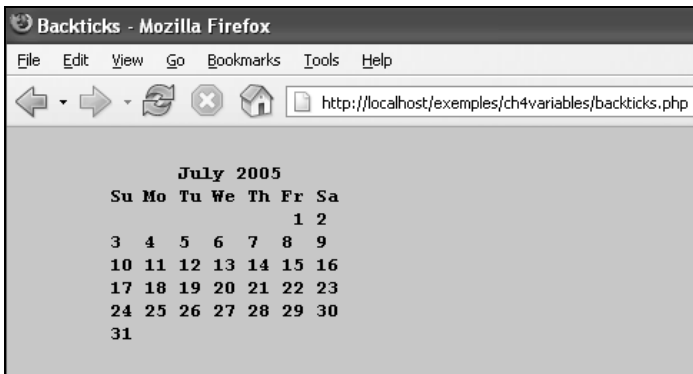 Backticks - Mozilla Firefox
File Edit View Go Bookmarks Tools Help
http://localhost/exemples/ch4variables/backticks.php
July 2005
Su Mo Tu We Th Fr Sa
1 2
3 4 5 6 7 8 9
10 11 12 13 14 15 16
17 18 19 20 21 22 23
24 25 26 27 28 29 30
31